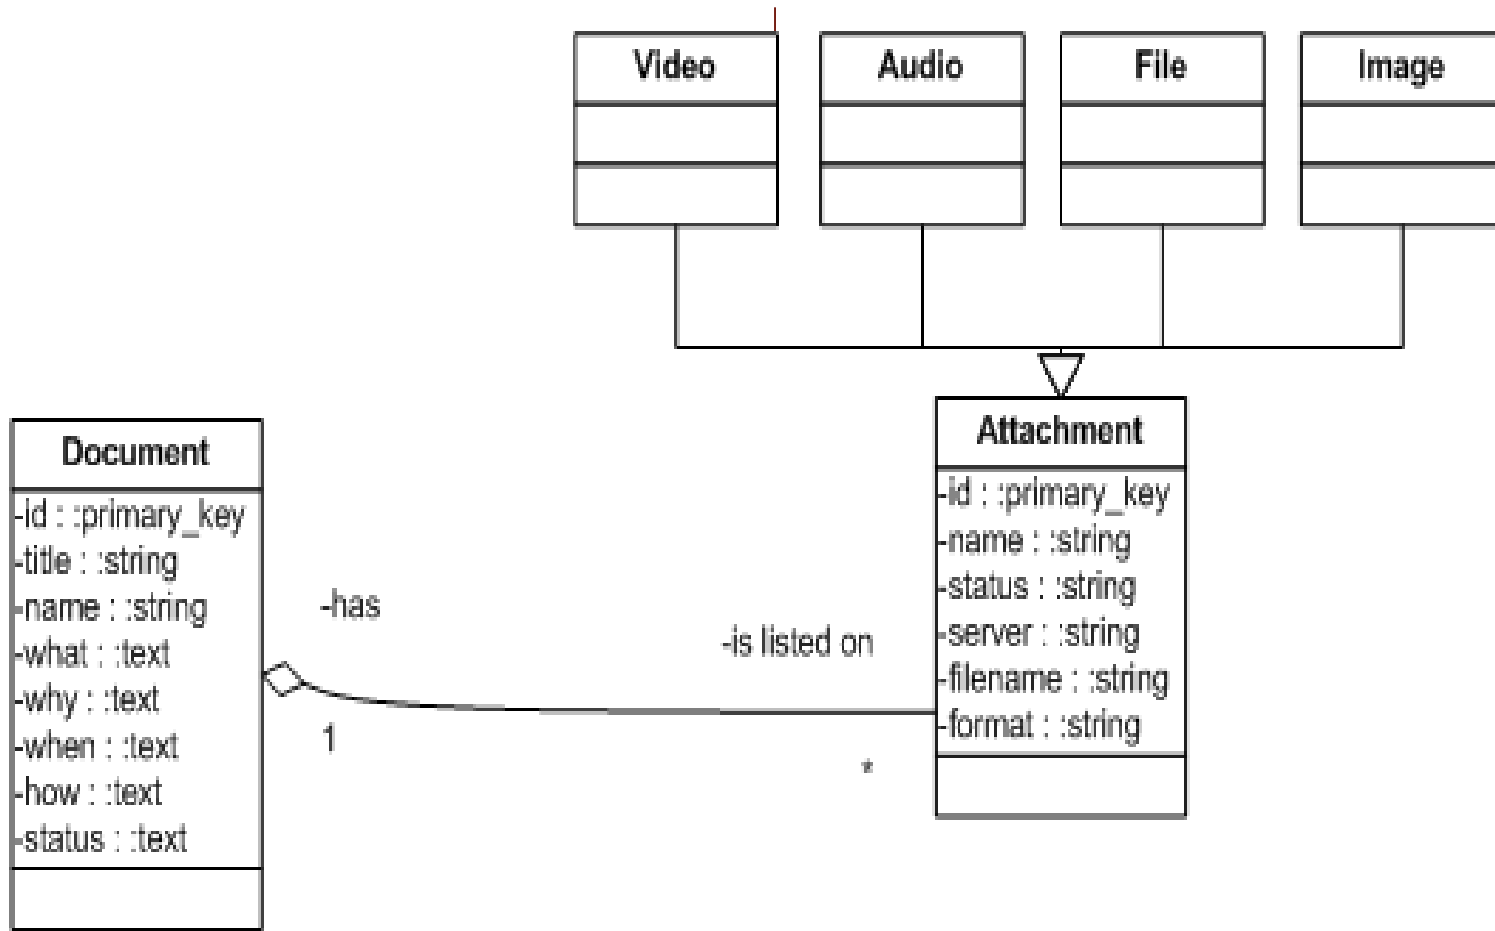 Video
Audio
File
Image
Attachment
-id : :primary_key
-name : :string
-status : :string
-server : :string
-filename : :string
-format : :string
Document
-id : :primary_key
-title : :string
-name : :string
-what : :text
-why : :text
-when : :text
-how : :text
-status : :text
-has
1
-is listed on
*